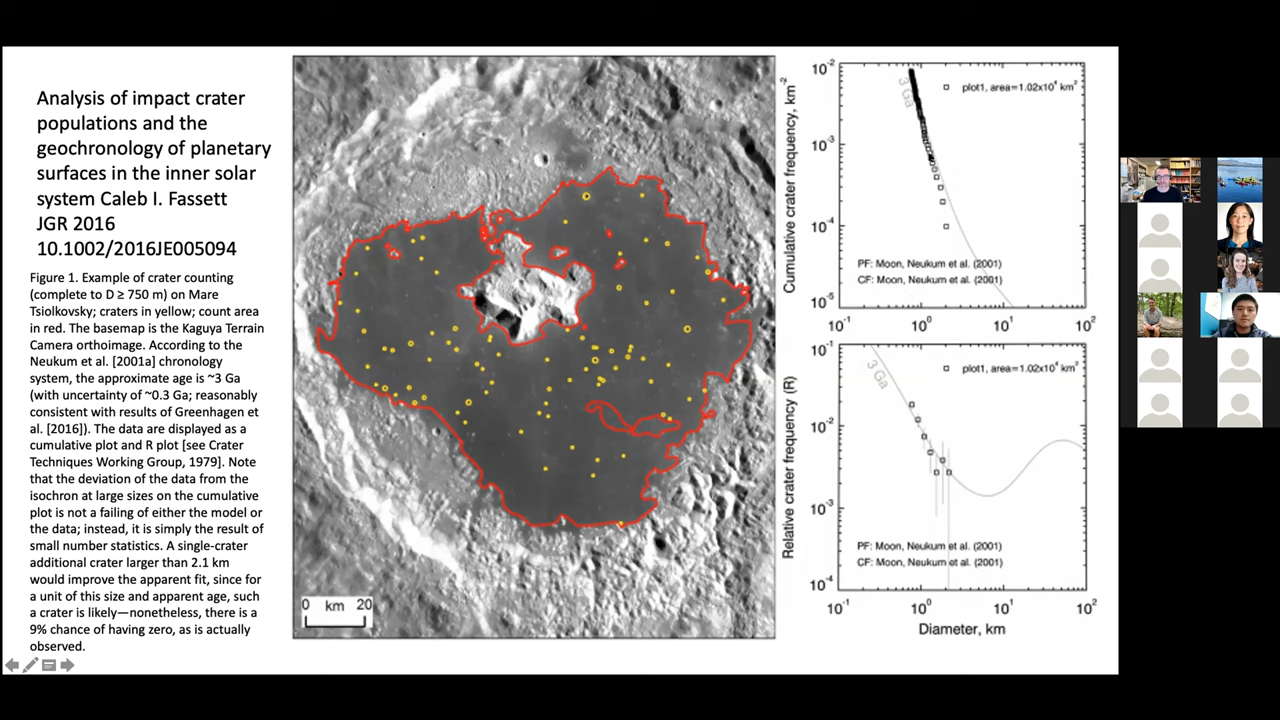 Analysis of impact crater
populations and the
geochronology of planetary
surfaces in the inner solar
system Caleb I. Fassett
JGR 2016
10.1002/2016JE005094
Figure 1. Example of crater counting
(complete to D ≥ 750 m) on Mare
Tsiolkovsky; craters in yellow; count area
in red. The basemap is the Kaguya Terrain
Camera orthoimage. According to the
Neukum et al. [2001a] chronology
system, the approximate age is ~3 Ga
(with uncertainty of ~0.3 Ga; reasonably
consistent with results of Greenhagen et
al. [2016]). The data are displayed as a
cumulative plot and R plot [see Crater
Techniques Working Group, 1979]. Note
that the deviation of the data from the
isochron at large sizes on the cumulative
plot is not a failing of either the model or
the data; instead, it is simply the result of
small number statistics. A single-crater
additional crater larger than 2.1 km
would improve the apparent fit, since for
a unit of this size and apparent age, such
a crater is likely—nonetheless, there is a
9% chance of having zero, as is actually
observed.
0 km 20
Cumulative crater frequency, km⁻²
10⁻²
10⁻³
10⁻⁴
10⁻⁵
3 Ga
plot1, area=1.02x10⁴ km²
PF: Moon, Neukum et al. (2001)
CF: Moon, Neukum et al. (2001)
10⁻¹ 10⁰ 10¹ 10²
Relative crater frequency (R)
10⁻¹
10⁻²
10⁻³
10⁻⁴
3 Ga
plot1, area=1.02x10⁴ km²
PF: Moon, Neukum et al. (2001)
CF: Moon, Neukum et al. (2001)
10⁻¹ 10⁰ 10¹ 10²
Diameter, km